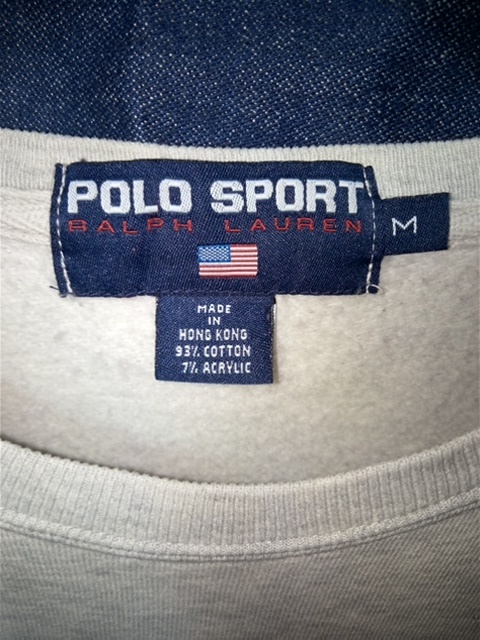 POLO SPORT
RALPH LAUREN
M
MADE
IN
HONG KONG
93% COTTON
7% ACRYLIC